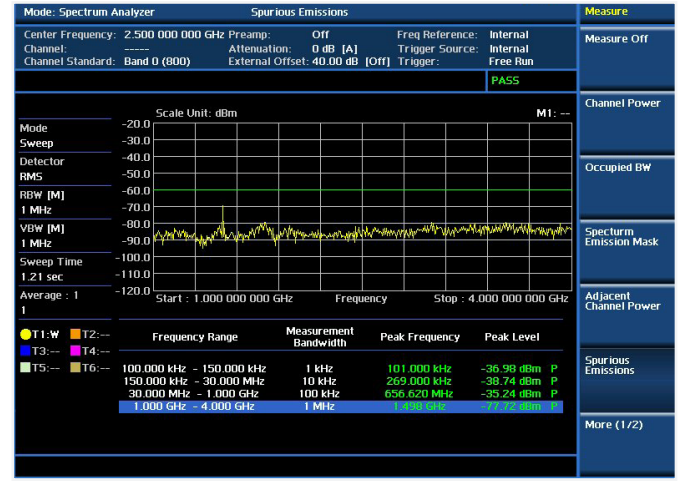 Mode: Spectrum Analyzer Spurious Emissions Measure
Center Frequency: 2.500 000 000 GHz Preamp: Off Freq Reference: Internal
Channel: ----- Attenuation: 0 dB [A] Trigger Source: Internal
Channel Standard: Band 0 (800) External Offset: 40.00 dB [Off] Trigger: Free Run
Measure Off
PASS
Channel Power
Scale Unit: dBm M1: --
Mode
Sweep
Detector
RMS
RBW [M]
1 MHz
VBW [M]
1 MHz
Sweep Time
1.21 sec
Average : 1
1
-20.0
-30.0
-40.0
-50.0
-60.0
-70.0
-80.0
-90.0
-100.0
-110.0
-120.0
Start : 1.000 000 000 GHz Frequency Stop : 4.000 000 000 GHz
Occupied BW
Specturm
Emission Mask
Adjacent
Channel Power
Spurious
Emissions
More (1/2)
T1:W T2:--
T3:-- T4:--
T5:-- T6:--
Frequency Range Measurement Bandwidth Peak Frequency Peak Level
100.000 kHz - 150.000 kHz 1 kHz 101.000 kHz -36.98 dBm P
150.000 kHz - 30.000 MHz 10 kHz 269.000 kHz -38.74 dBm P
30.000 MHz - 1.000 GHz 100 kHz 656.620 MHz -35.24 dBm P
1.000 GHz - 4.000 GHz 1 MHz 1.498 GHz -77.72 dBm P